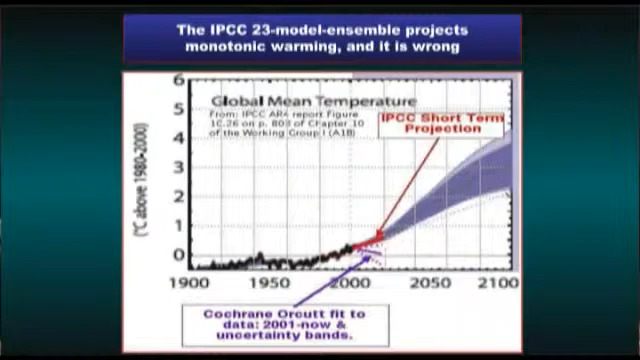 The IPCC 23-model-ensemble projects
monotonic warming, and it is wrong
Global Mean Temperature
From: IPCC AR4 report Figure
10.26 on p. 803 of Chapter 10
of the Working Group I (A1B)
IPCC Short Term
Projection
(°C above 1980-2000)
6
5
4
3
2
1
0
1900 1950 2000 2050 2100
Cochrane Orcutt fit to
data: 2001-now &
uncertainty bands.